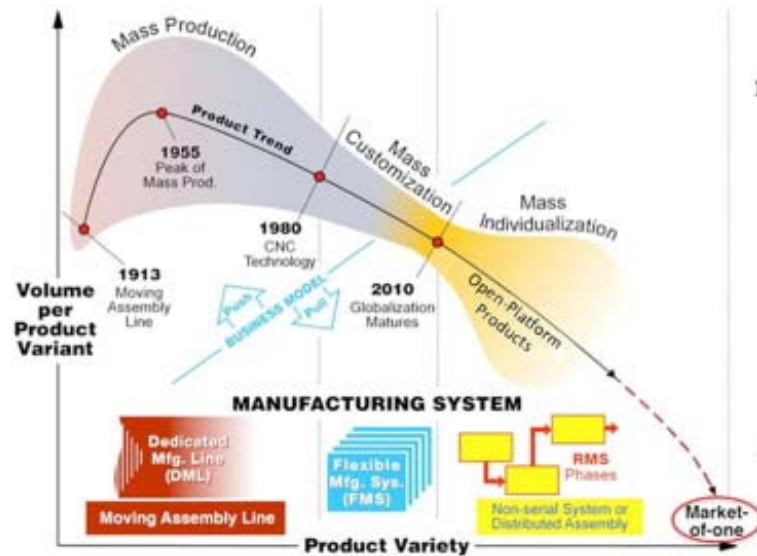 Mass Production
Product Trend
1955
Peak of
Mass Prod.
Mass
Customization
Mass
Individualization
1980
CNC
Technology
1913
Moving
Assembly
Line
2010
Globalization
Matures
Open-Platform
Products
Volume
per
Product
Variant
Push
Pull
BUSINESS MODEL
MANUFACTURING SYSTEM
Dedicated
Mfg. Line
(DML)
Flexible
Mfg. Sys.
(FMS)
RMS
Phases
Moving Assembly Line
Non-serial System or
Distributed Assembly
Market-
of-one
Product Variety